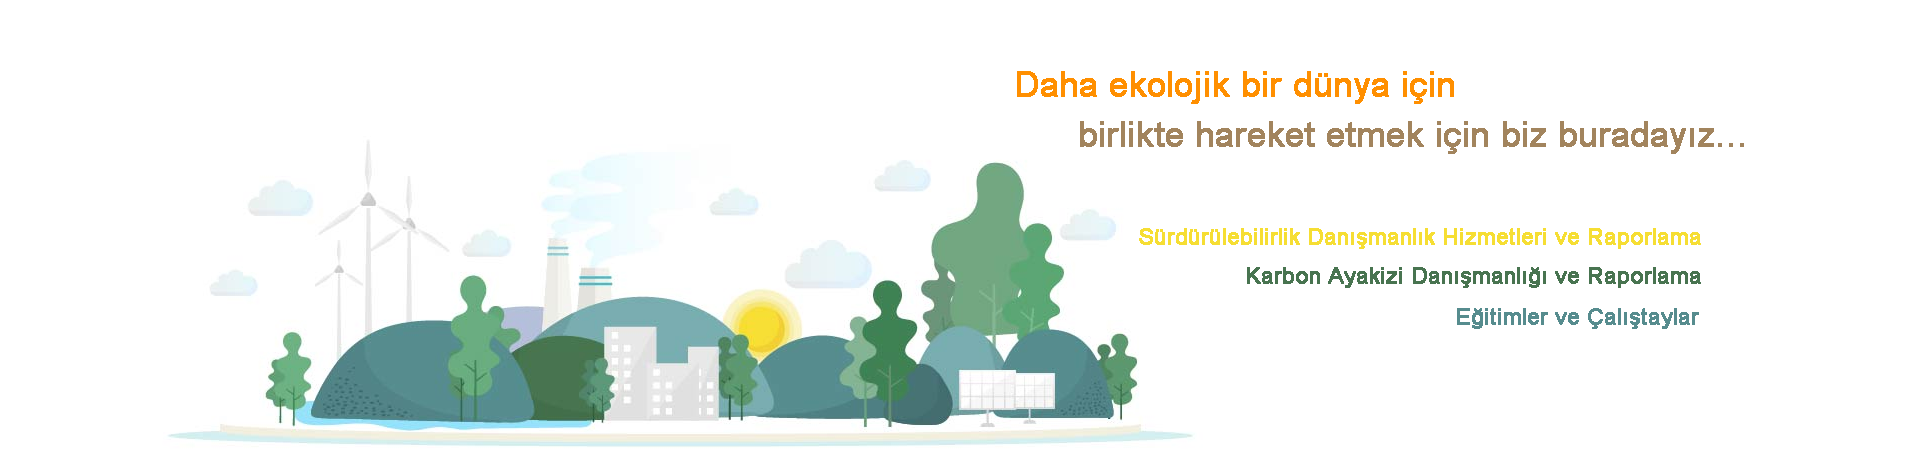 Daha ekolojik bir dünya için
birlikte hareket etmek için biz buradayız...
Sürdürülebilirlik Danışmanlık Hizmetleri ve Raporlama
Karbon Ayakizi Danışmanlığı ve Raporlama
Eğitimler ve Çalıştaylar